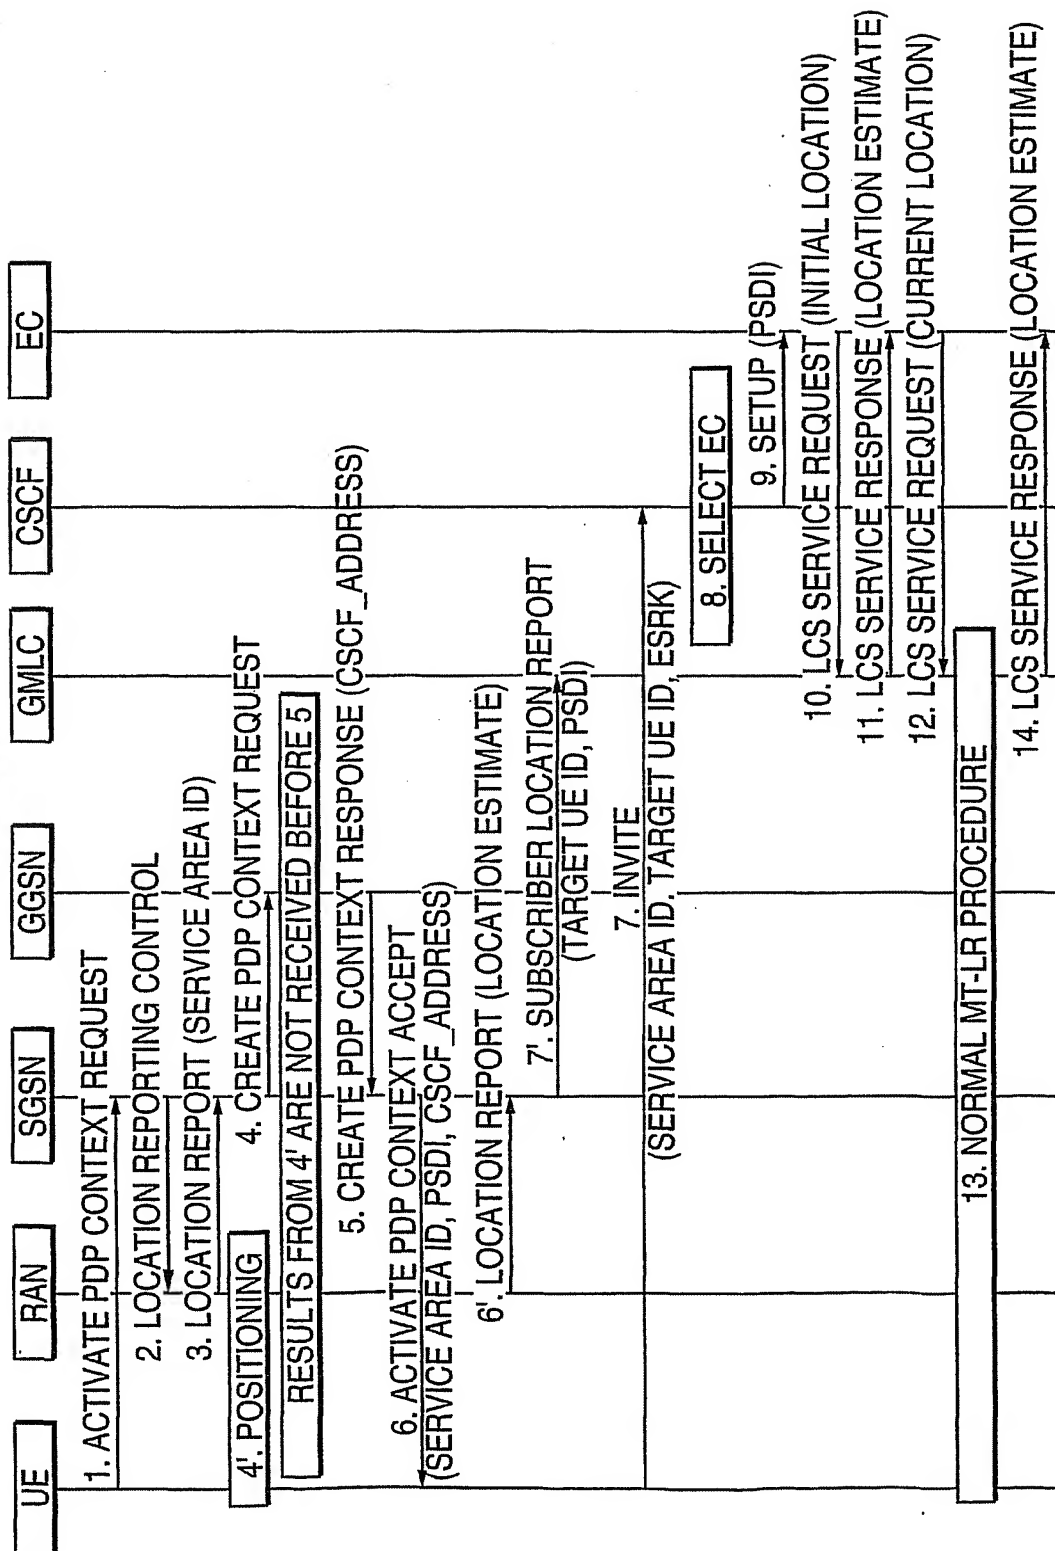 UE
RAN
SGSN
GGSN
GMLC
CSCF
EC
1. ACTIVATE PDP CONTEXT REQUEST
2. LOCATION REPORTING CONTROL
3. LOCATION REPORT (SERVICE AREA ID)
4'. POSITIONING
4. CREATE PDP CONTEXT REQUEST
RESULTS FROM 4' ARE NOT RECEIVED BEFORE 5
5. CREATE PDP CONTEXT RESPONSE (CSCF_ADDRESS)
6. ACTIVATE PDP CONTEXT ACCEPT
(SERVICE AREA ID, PSDI, CSCF_ADDRESS)
6'. LOCATION REPORT (LOCATION ESTIMATE)
7'. SUBSCRIBER LOCATION REPORT
(TARGET UE ID, PSDI)
7. INVITE
(SERVICE AREA ID, TARGET UE ID, ESRK)
8. SELECT EC
9. SETUP (PSDI)
10. LCS SERVICE REQUEST (INITIAL LOCATION)
11. LCS SERVICE RESPONSE (LOCATION ESTIMATE)
12. LCS SERVICE REQUEST (CURRENT LOCATION)
13. NORMAL MT-LR PROCEDURE
14. LCS SERVICE RESPONSE (LOCATION ESTIMATE)